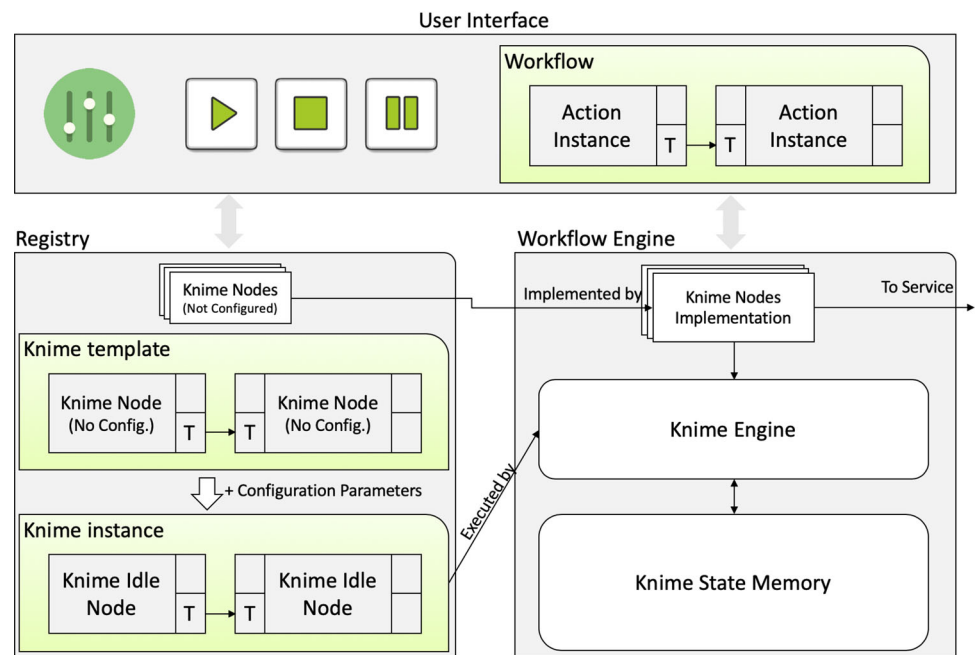 User Interface
Workflow
Action
Instance
T
T
Action
Instance
Registry
Knime Nodes
(Not Configured)
Knime template
Knime Node
(No Config.)
T
T
Knime Node
(No Config.)
+ Configuration Parameters
Knime instance
Knime Idle
Node
T
T
Knime Idle
Node
Executed by
Workflow Engine
Implemented by
Knime Nodes
Implementation
To Service
Knime Engine
Knime State Memory